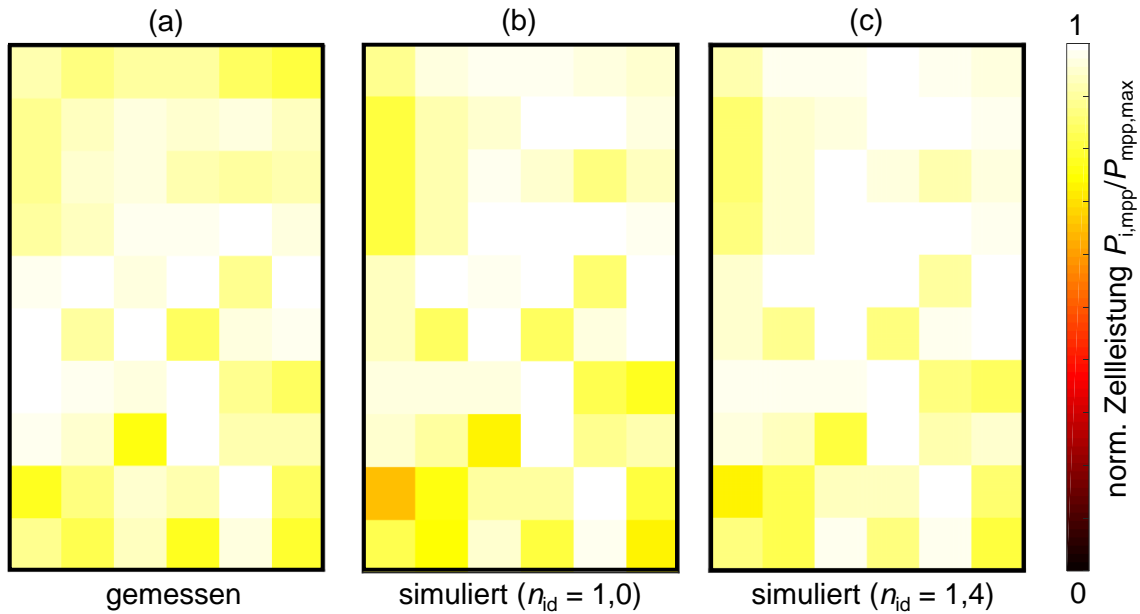 (a)
(b)
(c)
1
norm. Zellleistung P_i,mpp/P_mpp,max
0
gemessen
simuliert (n_id = 1,0)
simuliert (n_id = 1,4)